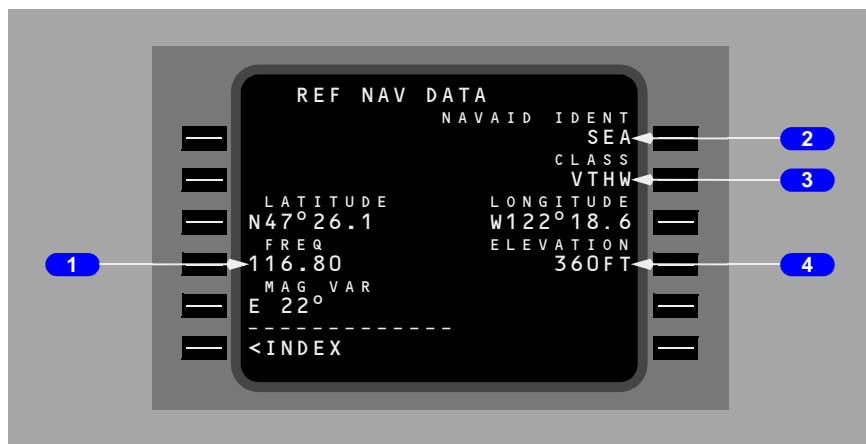 REF NAV DATA
NAVAID IDENT
SEA 2
CLASS
VTHW 3
LATITUDE LONGITUDE
N47°26.1 W122°18.6
FREQ ELEVATION
1 116.80 360FT 4
MAG VAR
E 22°
-------------
<INDEX